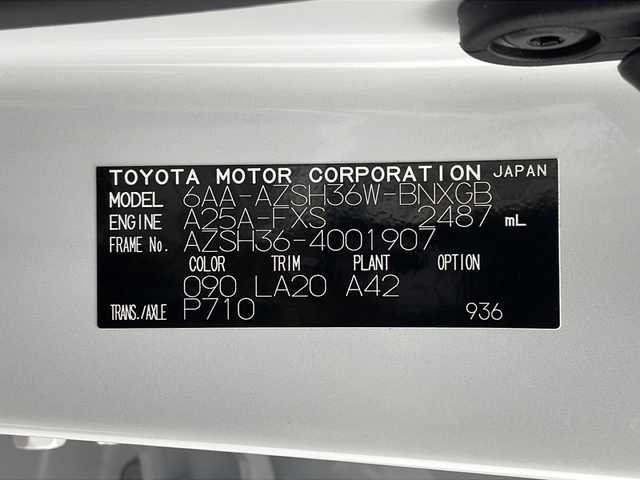 TOYOTA MOTOR CORPORATION JAPAN
MODEL 6AA-AZSH36W-BNXGB
ENGINE A25A-FXS 2487 mL
FRAME No. AZSH36-4001907
COLOR TRIM PLANT OPTION
090 LA20 A42
TRANS./AXLE P710 936